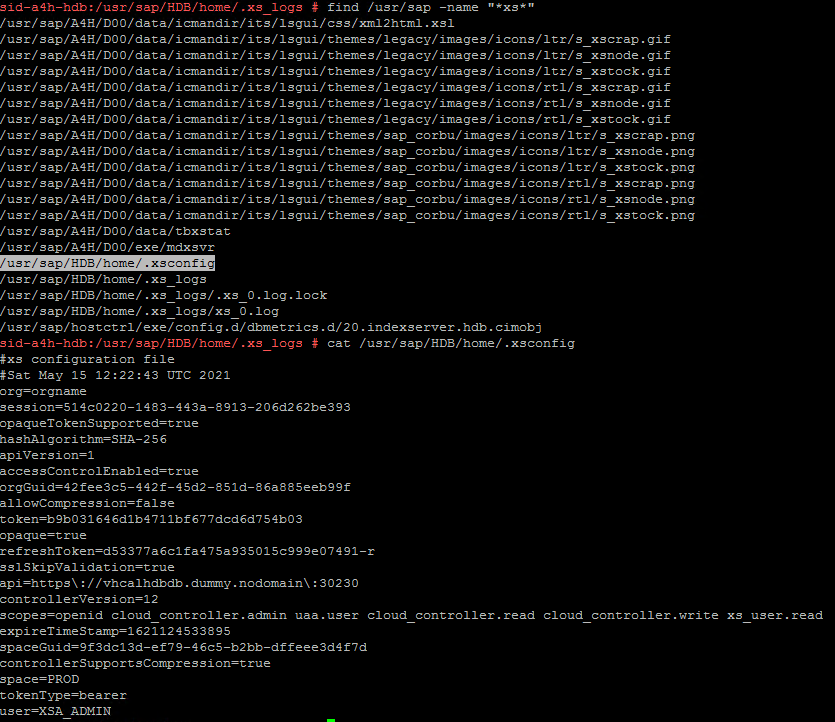 sid-a4h-hdb:/usr/sap/HDB/home/.xs_logs # find /usr/sap -name "*xs*"
/usr/sap/A4H/D00/data/icmandir/its/lsgui/css/xml2html.xsl
/usr/sap/A4H/D00/data/icmandir/its/lsgui/themes/legacy/images/icons/ltr/s_xscrap.gif
/usr/sap/A4H/D00/data/icmandir/its/lsgui/themes/legacy/images/icons/ltr/s_xsnode.gif
/usr/sap/A4H/D00/data/icmandir/its/lsgui/themes/legacy/images/icons/ltr/s_xstock.gif
/usr/sap/A4H/D00/data/icmandir/its/lsgui/themes/legacy/images/icons/rtl/s_xscrap.gif
/usr/sap/A4H/D00/data/icmandir/its/lsgui/themes/legacy/images/icons/rtl/s_xsnode.gif
/usr/sap/A4H/D00/data/icmandir/its/lsgui/themes/legacy/images/icons/rtl/s_xstock.gif
/usr/sap/A4H/D00/data/icmandir/its/lsgui/themes/sap_corbu/images/icons/ltr/s_xscrap.png
/usr/sap/A4H/D00/data/icmandir/its/lsgui/themes/sap_corbu/images/icons/ltr/s_xsnode.png
/usr/sap/A4H/D00/data/icmandir/its/lsgui/themes/sap_corbu/images/icons/ltr/s_xstock.png
/usr/sap/A4H/D00/data/icmandir/its/lsgui/themes/sap_corbu/images/icons/rtl/s_xscrap.png
/usr/sap/A4H/D00/data/icmandir/its/lsgui/themes/sap_corbu/images/icons/rtl/s_xsnode.png
/usr/sap/A4H/D00/data/icmandir/its/lsgui/themes/sap_corbu/images/icons/rtl/s_xstock.png
/usr/sap/A4H/D00/data/tbxstat
/usr/sap/A4H/D00/exe/mdxsvr
/usr/sap/HDB/home/.xsconfig
/usr/sap/HDB/home/.xs_logs
/usr/sap/HDB/home/.xs_logs/.xs_0.log.lock
/usr/sap/HDB/home/.xs_logs/xs_0.log
/usr/sap/hostctrl/exe/config.d/dbmetrics.d/20.indexserver.hdb.cimobj
sid-a4h-hdb:/usr/sap/HDB/home/.xs_logs # cat /usr/sap/HDB/home/.xsconfig
#xs configuration file
#Sat May 15 12:22:43 UTC 2021
org=orgname
session=514c0220-1483-443a-8913-206d262be393
opaqueTokenSupported=true
hashAlgorithm=SHA-256
apiVersion=1
accessControlEnabled=true
orgGuid=42fee3c5-442f-45d2-851d-86a885eeb99f
allowCompression=false
token=b9b031646d1b4711bf677dcd6d754b03
opaque=true
refreshToken=d53377a6c1fa475a935015c999e07491-r
sslSkipValidation=true
api=https\://vhcalhdbdb.dummy.nodomain\:30230
controllerVersion=12
scopes=openid cloud_controller.admin uaa.user cloud_controller.read cloud_controller.write xs_user.read
expireTimeStamp=1621124533895
spaceGuid=9f3dc13d-ef79-46c5-b2bb-dffeee3d4f7d
controllerSupportsCompression=true
space=PROD
tokenType=bearer
user=XSA_ADMIN